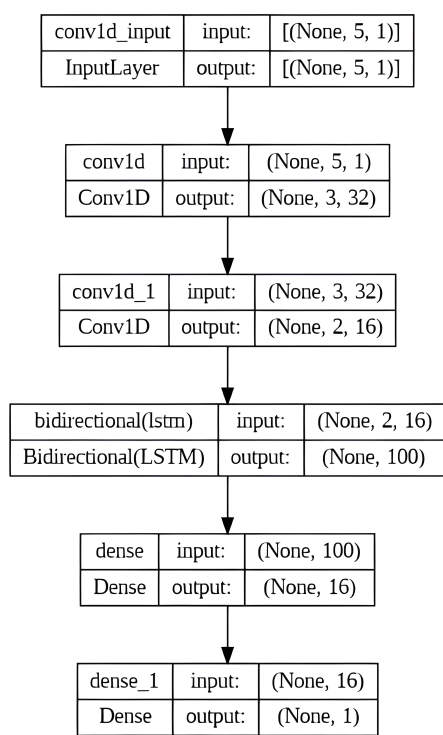 conv1d_input input: [(None, 5, 1)]
InputLayer output: [(None, 5, 1)]
conv1d input: (None, 5, 1)
Conv1D output: (None, 3, 32)
conv1d_1 input: (None, 3, 32)
Conv1D output: (None, 2, 16)
bidirectional(lstm) input: (None, 2, 16)
Bidirectional(LSTM) output: (None, 100)
dense input: (None, 100)
Dense output: (None, 16)
dense_1 input: (None, 16)
Dense output: (None, 1)